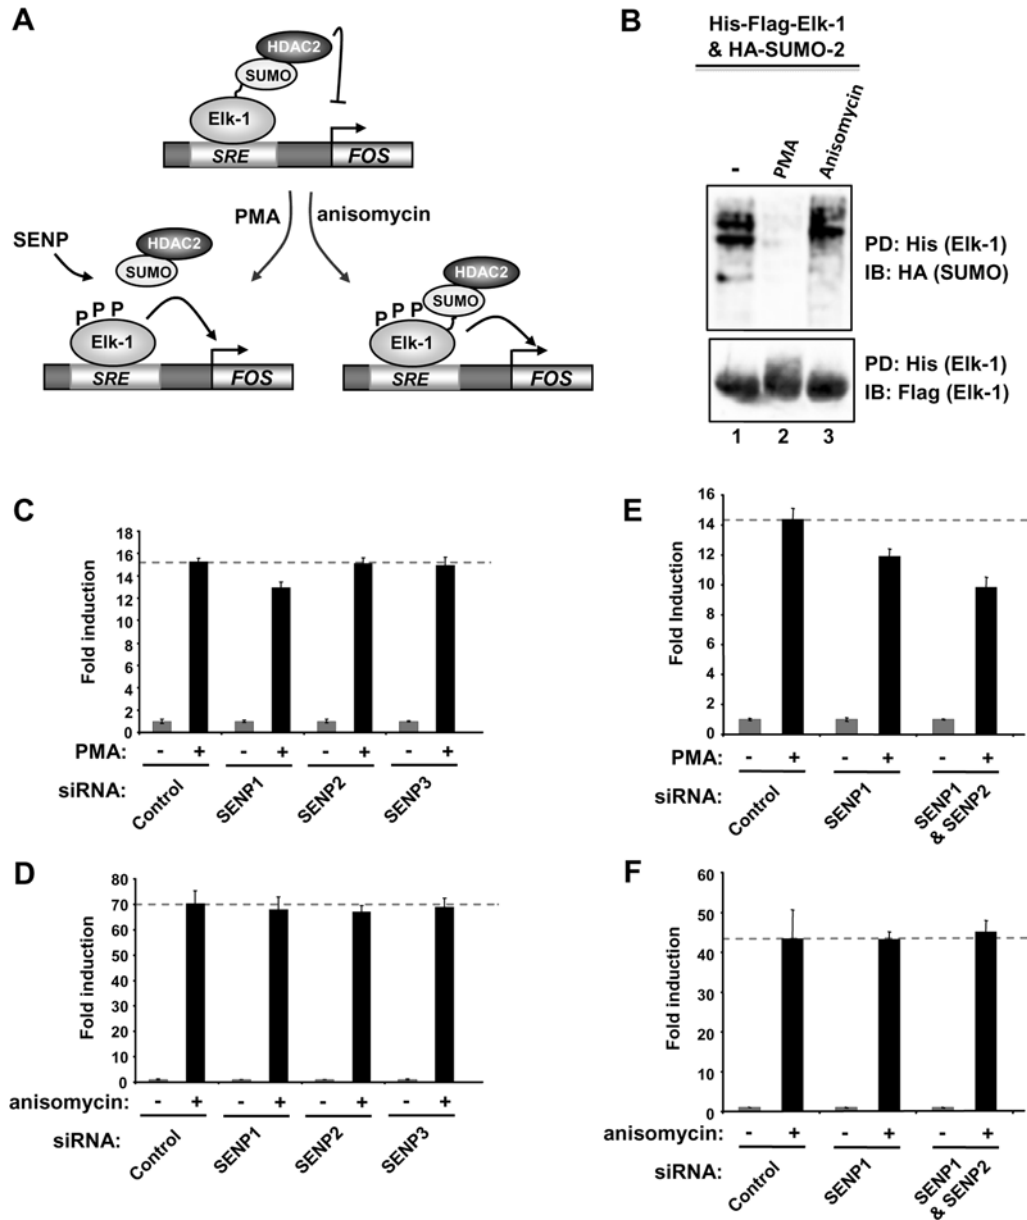 A
HDAC2
SUMO
Elk-1
SRE
FOS
PMA
anisomycin
SENP
HDAC2
SUMO
P P P
Elk-1
SRE
FOS
HDAC2
SUMO
P P P
Elk-1
SRE
FOS
B
His-Flag-Elk-1
& HA-SUMO-2
-
PMA
Anisomycin
PD: His (Elk-1)
IB: HA (SUMO)
PD: His (Elk-1)
IB: Flag (Elk-1)
1 2 3
C
Fold induction
18
16
14
12
10
8
6
4
2
0
PMA: - + - + - + - +
siRNA:
Control
SENP1
SENP2
SENP3
D
Fold induction
80
70
60
50
40
30
20
10
0
anisomycin: - + - + - + - +
siRNA:
Control
SENP1
SENP2
SENP3
E
Fold Induction
16
14
12
10
8
6
4
2
0
PMA: - + - + - +
siRNA:
Control
SENP1
SENP1
& SENP2
F
Fold induction
60
50
40
30
20
10
0
anisomycin: - + - + - +
siRNA:
Control
SENP1
SENP1
& SENP2